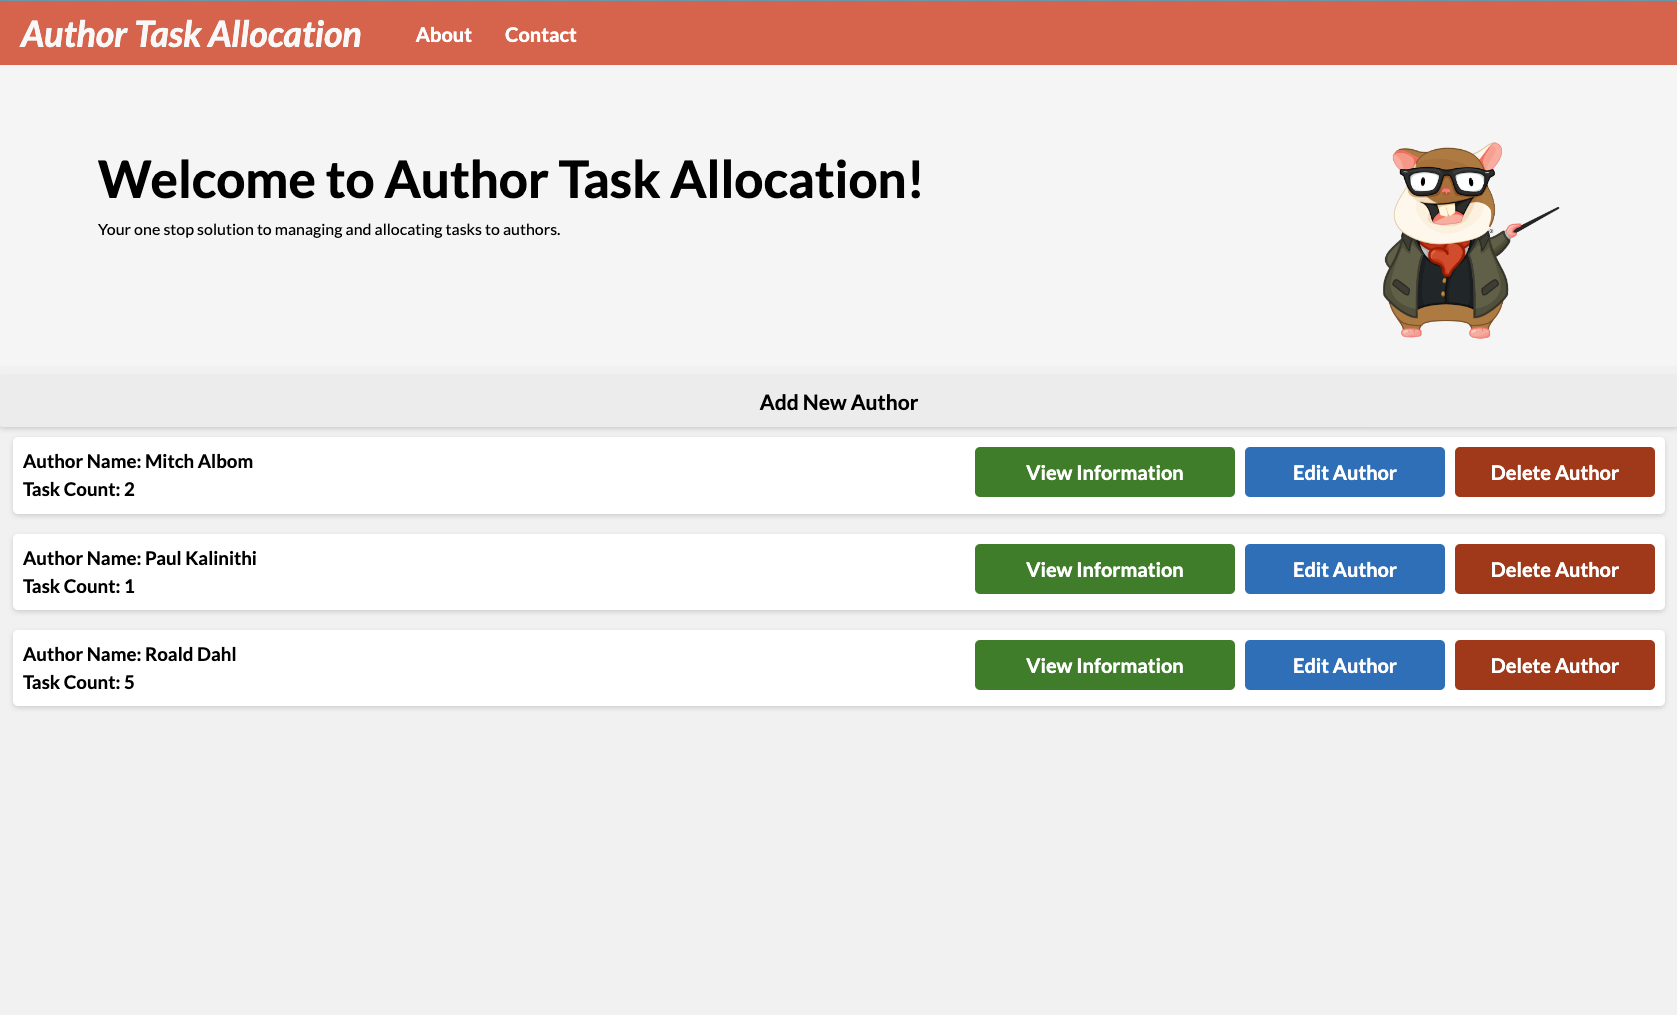 Author Task Allocation About Contact
Welcome to Author Task Allocation!
Your one stop solution to managing and allocating tasks to authors.
Add New Author
Author Name: Mitch Albom
Task Count: 2
View Information Edit Author Delete Author
Author Name: Paul Kalinithi
Task Count: 1
View Information Edit Author Delete Author
Author Name: Roald Dahl
Task Count: 5
View Information Edit Author Delete Author